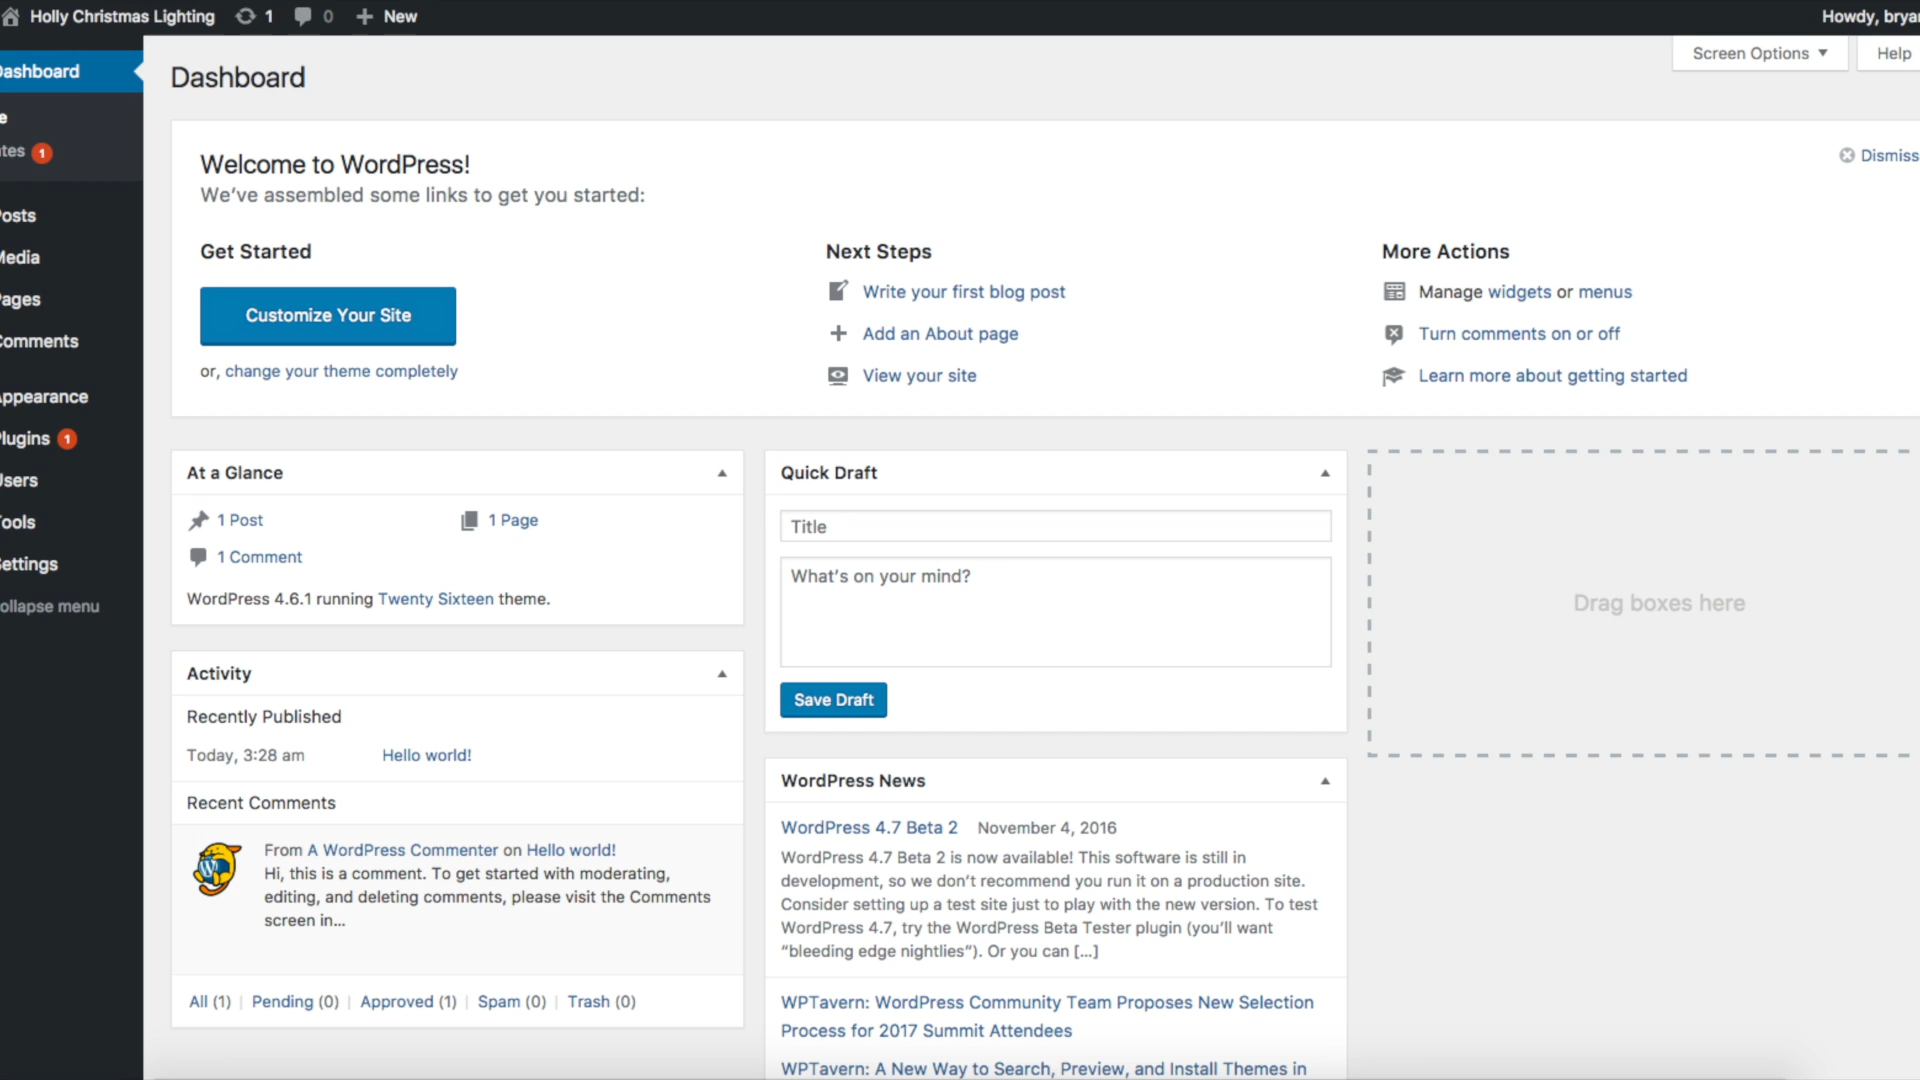 Holly Christmas Lighting 1 0 New
Howdy, brya
Dashboard
e
tes 1
Posts
Media
Pages
Comments
Appearance
Plugins 1
Users
Tools
ettings
ollapse menu
Screen Options
Help
Dashboard
Welcome to WordPress!
We've assembled some links to get you started:
Dismiss
Get Started
Customize Your Site
or, change your theme completely
Next Steps
Write your first blog post
Add an About page
View your site
More Actions
Manage widgets or menus
Turn comments on or off
Learn more about getting started
At a Glance
1 Post
1 Page
1 Comment
WordPress 4.6.1 running Twenty Sixteen theme.
Activity
Recently Published
Today, 3:28 am Hello world!
Recent Comments
From A WordPress Commenter on Hello world!
Hi, this is a comment. To get started with moderating,
editing, and deleting comments, please visit the Comments
screen in...
All (1) | Pending (0) | Approved (1) | Spam (0) | Trash (0)
Quick Draft
Title
What's on your mind?
Save Draft
WordPress News
WordPress 4.7 Beta 2 November 4, 2016
WordPress 4.7 Beta 2 is now available! This software is still in
development, so we don't recommend you run it on a production site.
Consider setting up a test site just to play with the new version. To test
WordPress 4.7, try the WordPress Beta Tester plugin (you'll want
"bleeding edge nightlies"). Or you can [...]
WPTavern: WordPress Community Team Proposes New Selection
Process for 2017 Summit Attendees
WPTavern: A New Way to Search, Preview, and Install Themes in
Drag boxes here